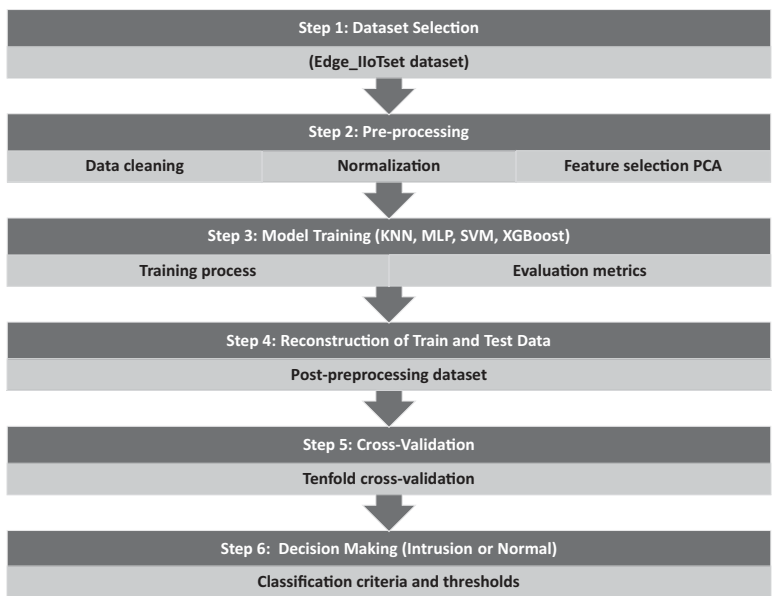 Step 1: Dataset Selection
(Edge_IIoTset dataset)
Step 2: Pre-processing
Data cleaning
Normalization
Feature selection PCA
Step 3: Model Training (KNN, MLP, SVM, XGBoost)
Training process
Evaluation metrics
Step 4: Reconstruction of Train and Test Data
Post-preprocessing dataset
Step 5: Cross-Validation
Tenfold cross-validation
Step 6: Decision Making (Intrusion or Normal)
Classification criteria and thresholds